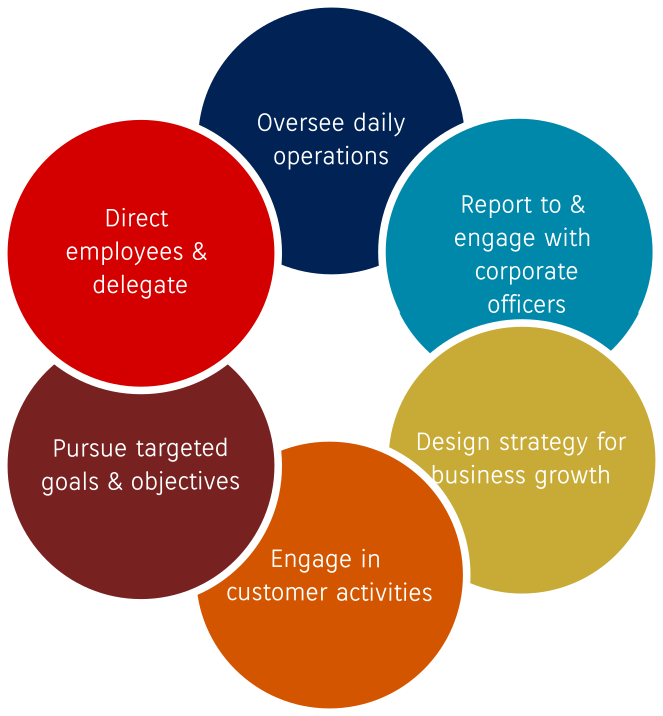 Oversee daily
operations
Report to &
engage with
corporate
officers
Design strategy for
business growth
Engage in
customer activities
Pursue targeted
goals & objectives
Direct
employees &
delegate